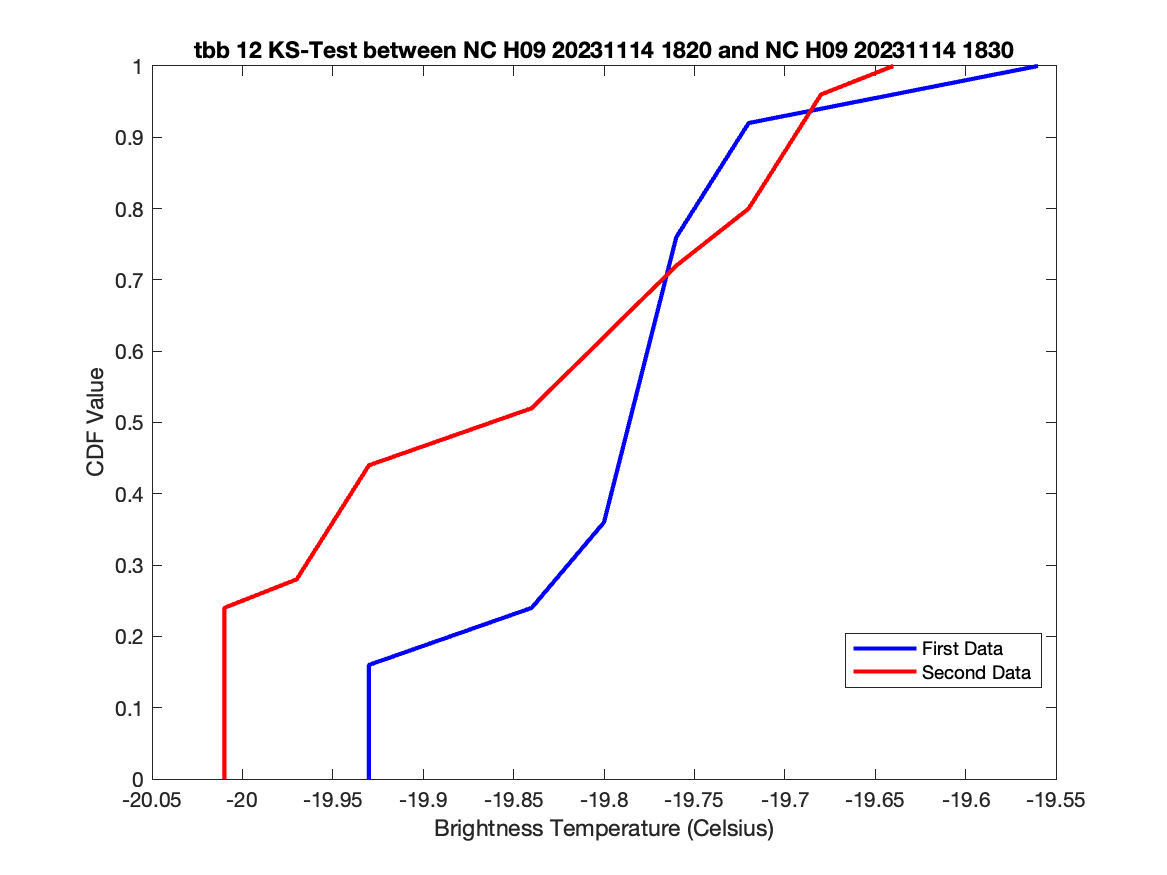 tbb 12 KS-Test between NC H09 20231114 1820 and NC H09 20231114 1830
1
0.9
0.8
0.7
0.6
0.5
0.4
0.3
0.2
0.1
0
CDF Value
First Data
Second Data
-20.05 -20 -19.95 -19.9 -19.85 -19.8 -19.75 -19.7 -19.65 -19.6 -19.55
Brightness Temperature (Celsius)